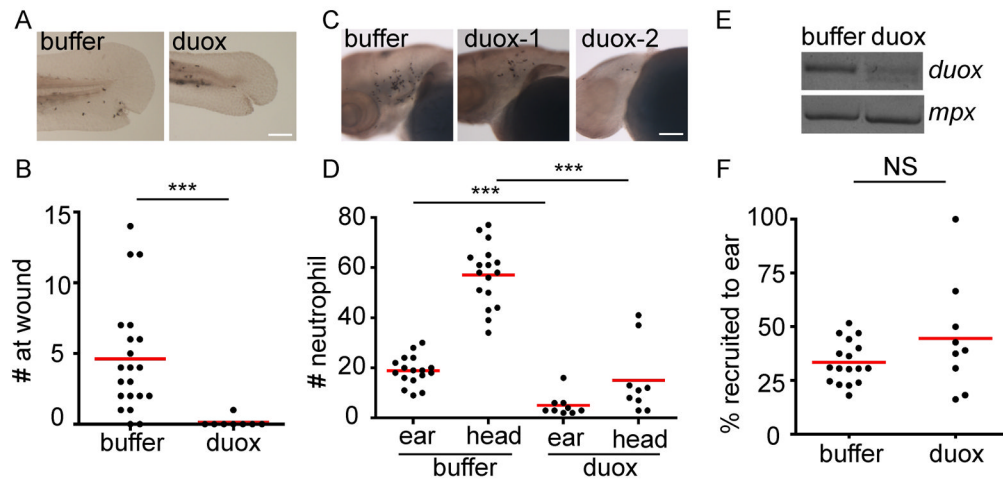 A
buffer
duox
C
buffer
duox-1
duox-2
E
buffer duox
duox
mpx
B
***
15
10
5
0
# at wound
buffer
duox
D
***
***
80
60
40
20
0
# neutrophil
ear
head
ear
head
buffer
duox
F
NS
100
75
50
25
0
% recruited to ear
buffer
duox